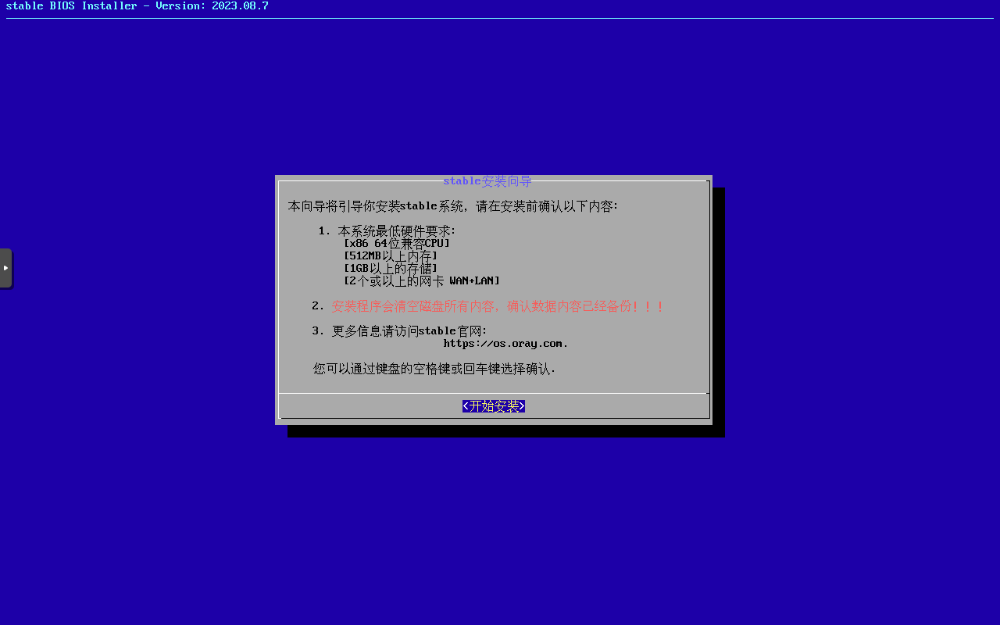 stable BIOS Installer - Version: 2023.08.7
stable安装向导
本向导将引导你安装stable系统，请在安装前确认以下内容：
1. 本系统最低硬件要求：
[x86 64位兼容CPU]
[512MB以上内存]
[1GB以上的存储]
[2个或以上的网卡 WAN+LAN]
2. 安装程序会清空磁盘所有内容，确认数据内容已经备份！！！
3. 更多信息请访问stable官网：
https://os.oray.com.
您可以通过键盘的空格键或回车键选择确认.
<开始安装>